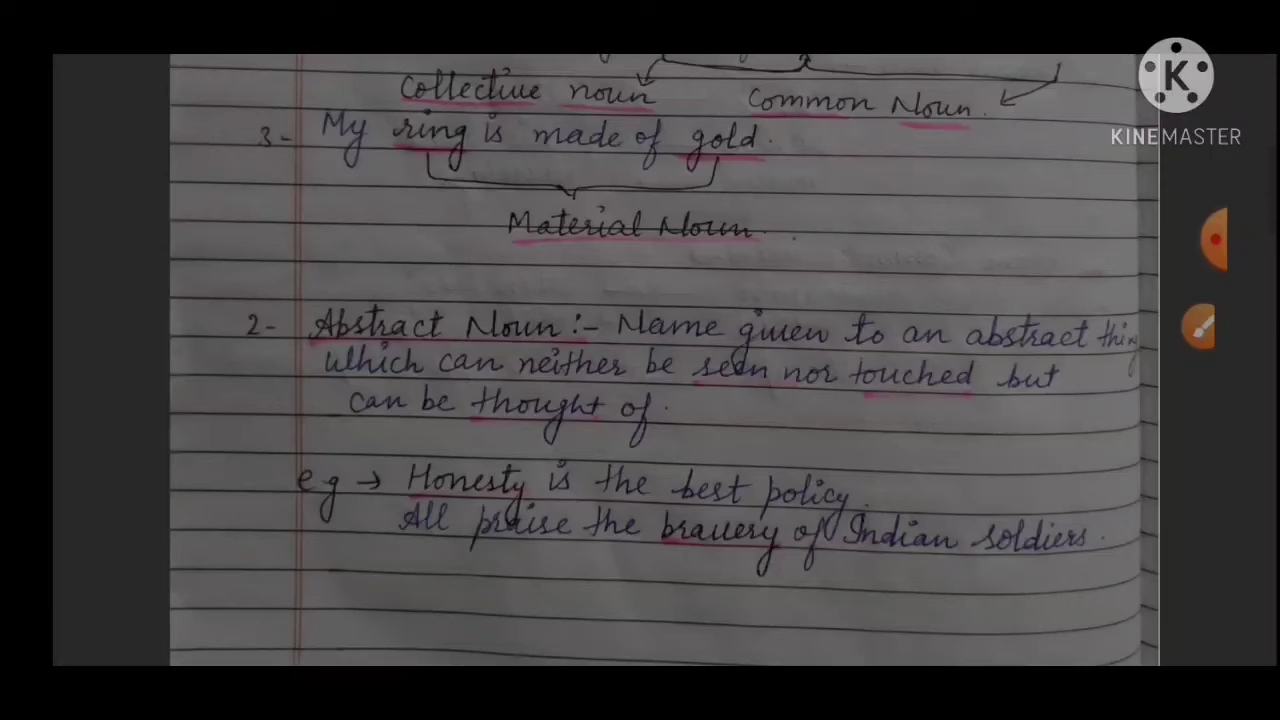 Collective noun Common Noun.
3- My ring is made of gold.
Material Noun.
2- Abstract Noun :- Name given to an abstract thing
which can neither be seen nor touched but
can be thought of.
eg → Honesty is the best policy.
All praise the bravery of Indian soldiers.
K
KINEMASTER